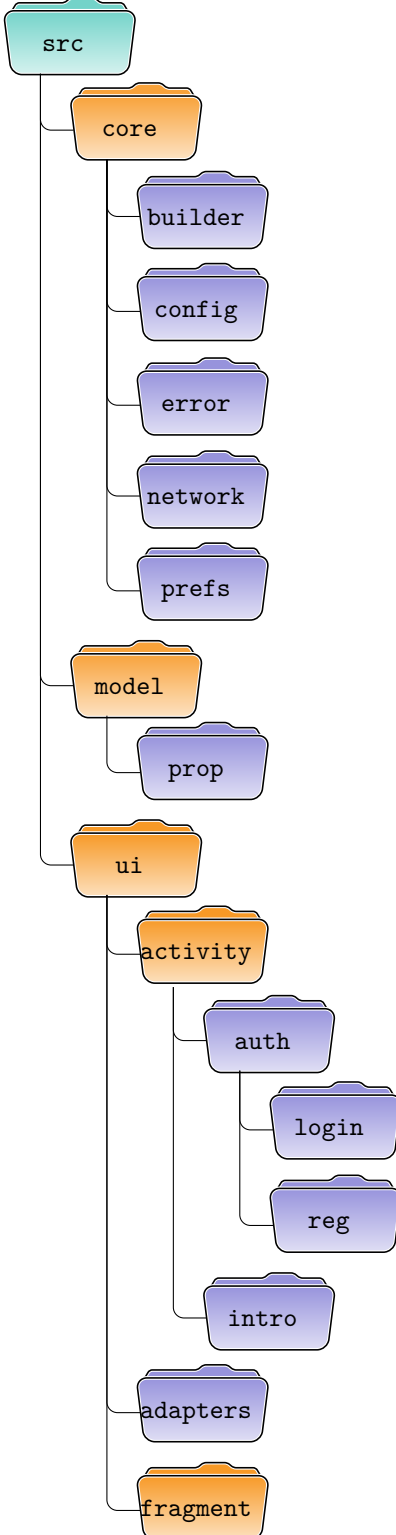 src
core
builder
config
error
network
prefs
model
prop
ui
activity
auth
login
reg
intro
adapters
fragment